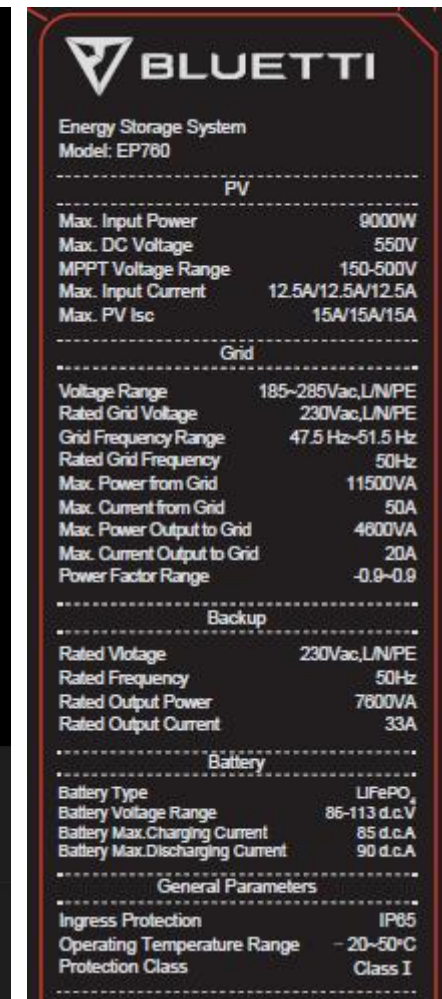 BLUETTI
Energy Storage System
Model: EP760
PV
Max. Input Power 9000W
Max. DC Voltage 550V
MPPT Voltage Range 150-500V
Max. Input Current 12.5A/12.5A/12.5A
Max. PV Isc 15A/15A/15A
Grid
Voltage Range 185~285Vac,L/N/PE
Rated Grid Voltage 230Vac,L/N/PE
Grid Frequency Range 47.5 Hz~51.5 Hz
Rated Grid Frequency 50Hz
Max. Power from Grid 11500VA
Max. Current from Grid 50A
Max. Power Output to Grid 4600VA
Max. Current Output to Grid 20A
Power Factor Range -0.9~0.9
Backup
Rated Vlotage 230Vac,L/N/PE
Rated Frequency 50Hz
Rated Output Power 7600VA
Rated Output Current 33A
Battery
Battery Type LiFePO₄
Battery Voltage Range 86-113 d.c.V
Battery Max.Charging Current 85 d.c.A
Battery Max.Discharging Current 90 d.c.A
General Parameters
Ingress Protection IP65
Operating Temperature Range －20~50°C
Protection Class Class I